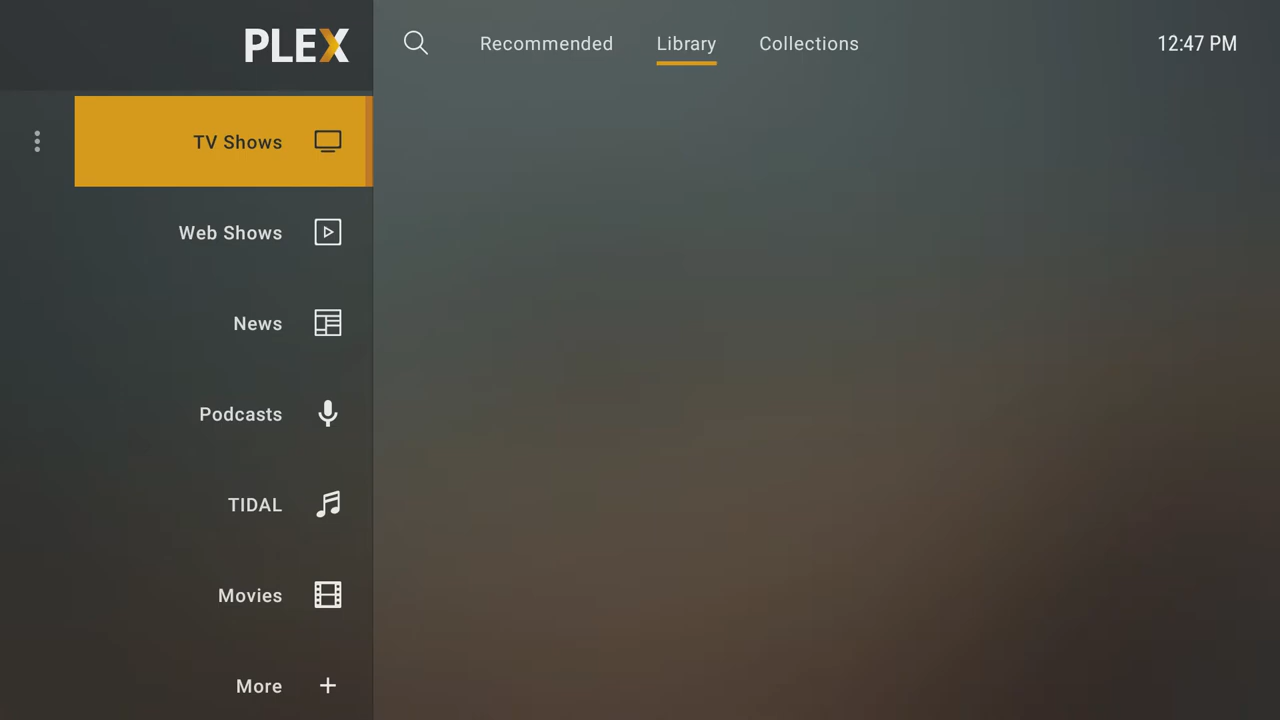 PLEX
Recommended Library Collections 12:47 PM
TV Shows
Web Shows
News
Podcasts
TIDAL
Movies
More